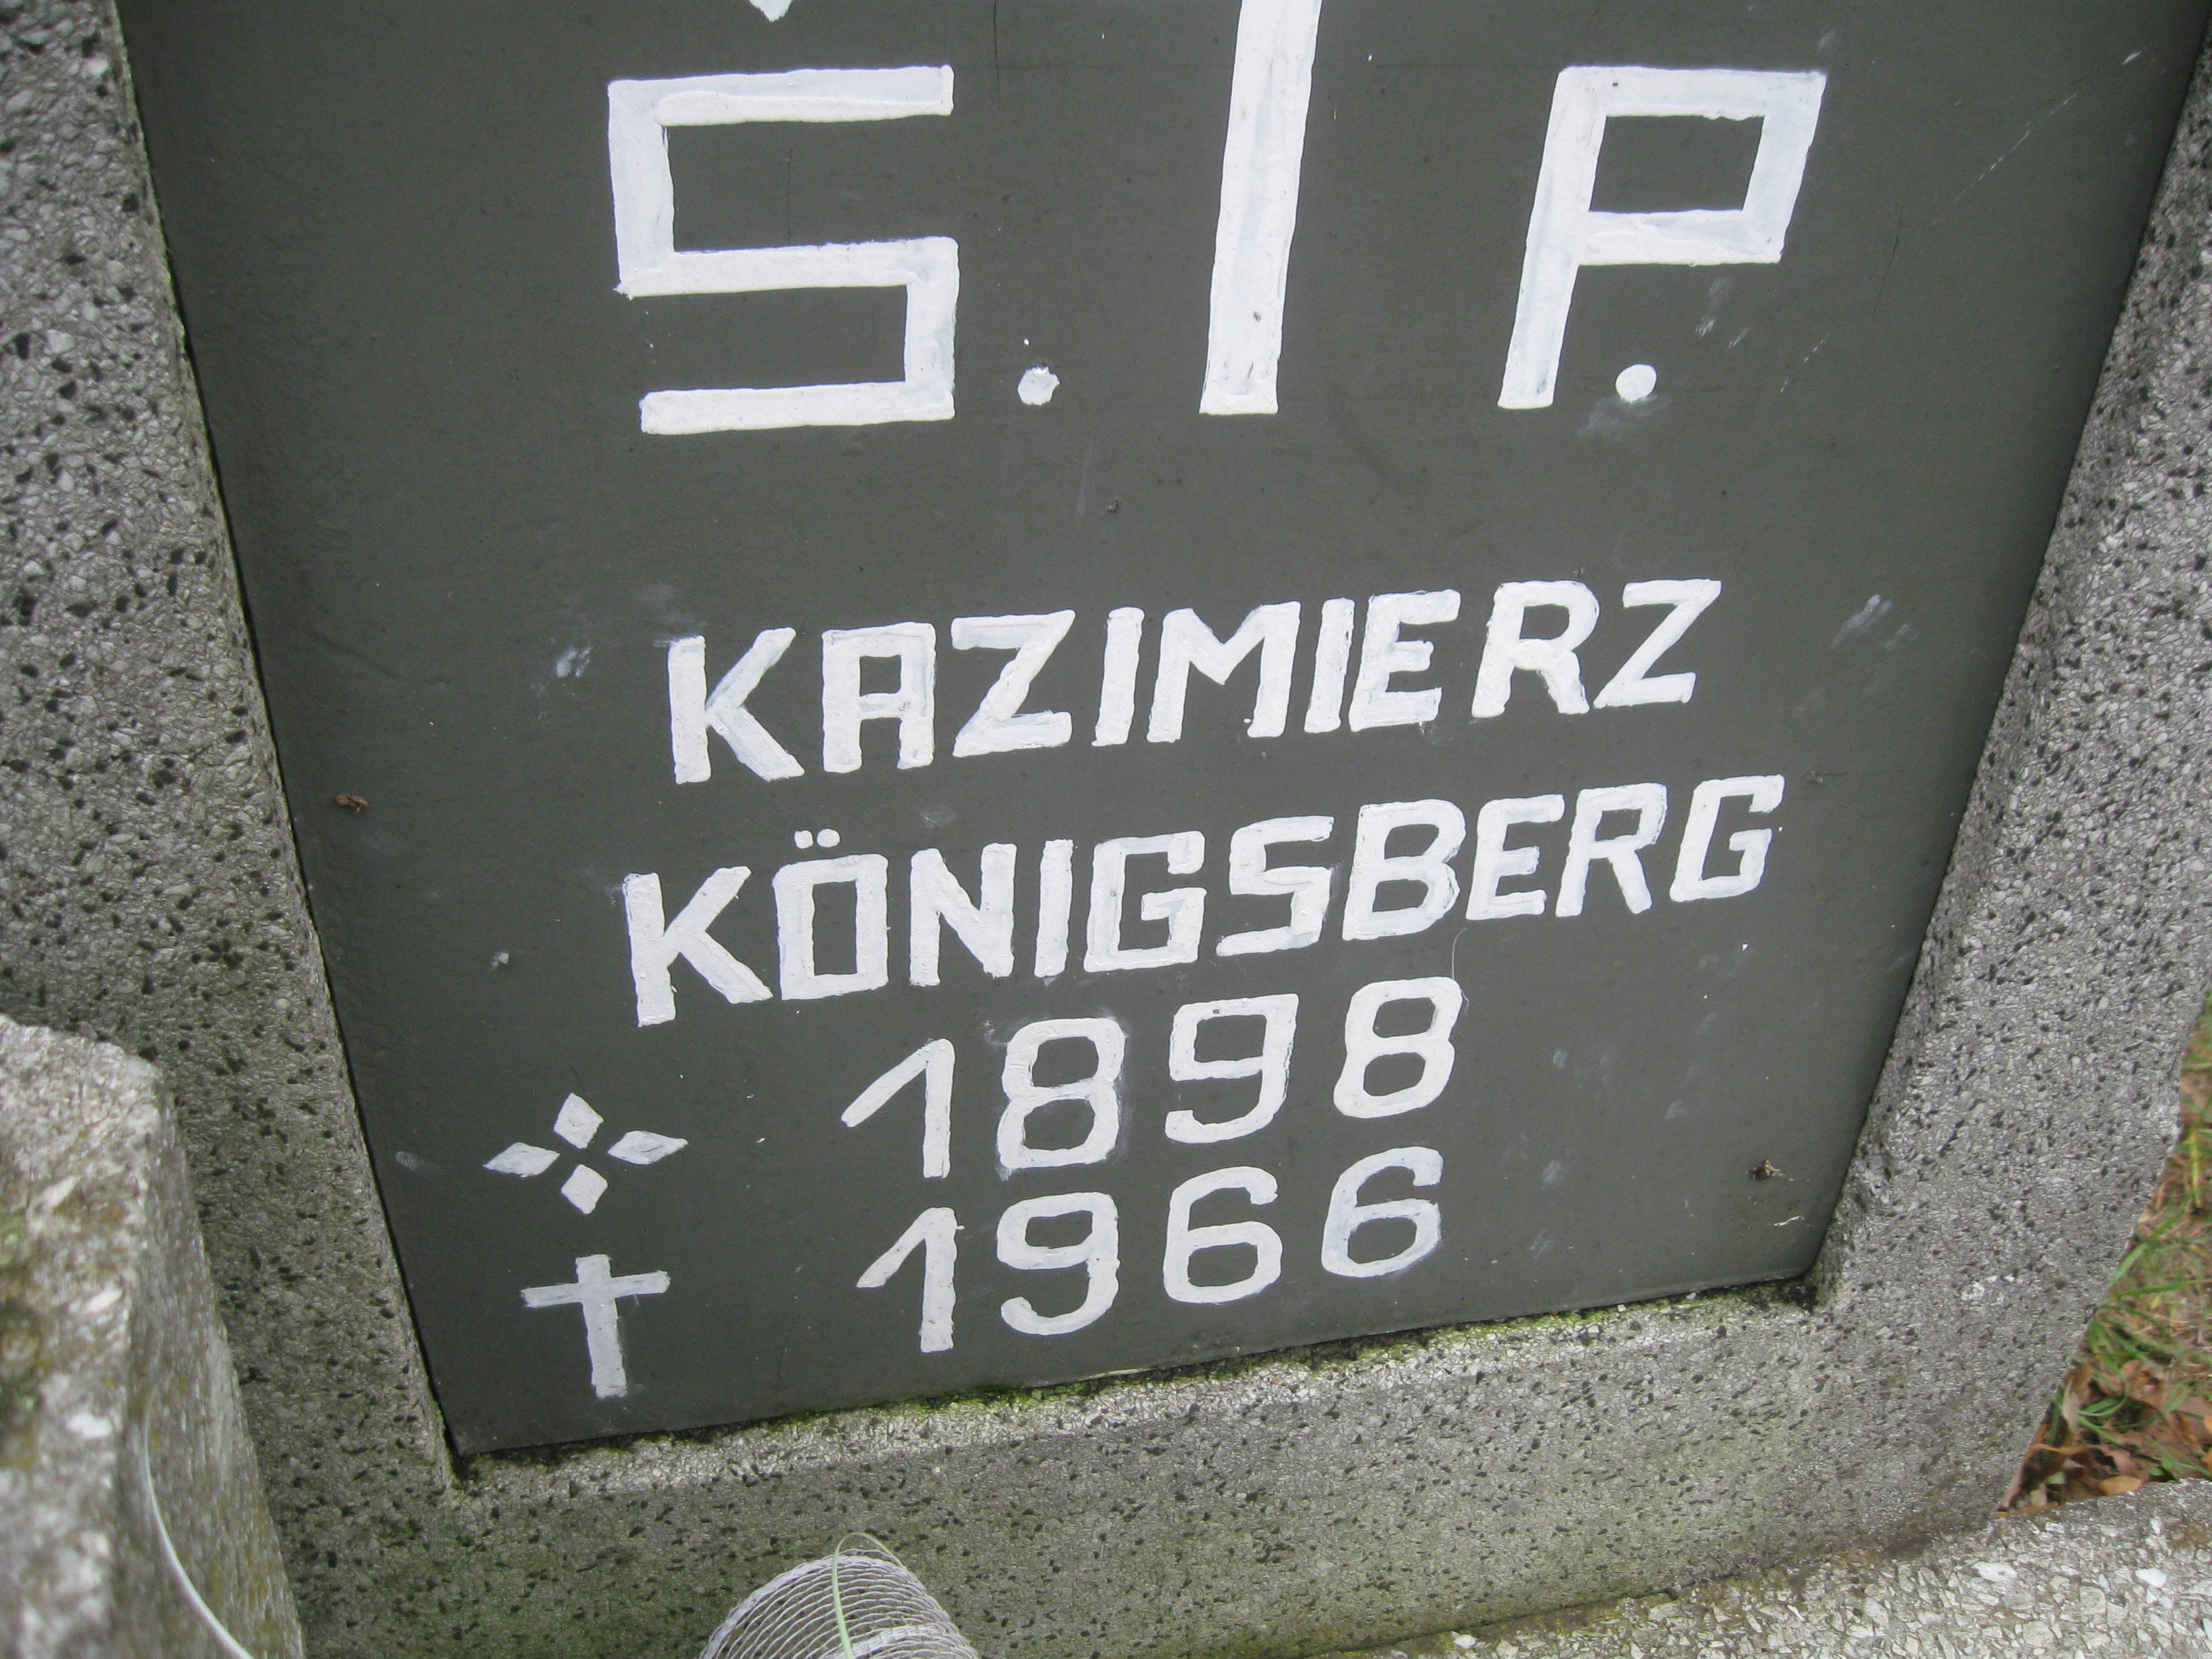 Ś. † P.
KAZIMIERZ
KÖNIGSBERG
1898
† 1966